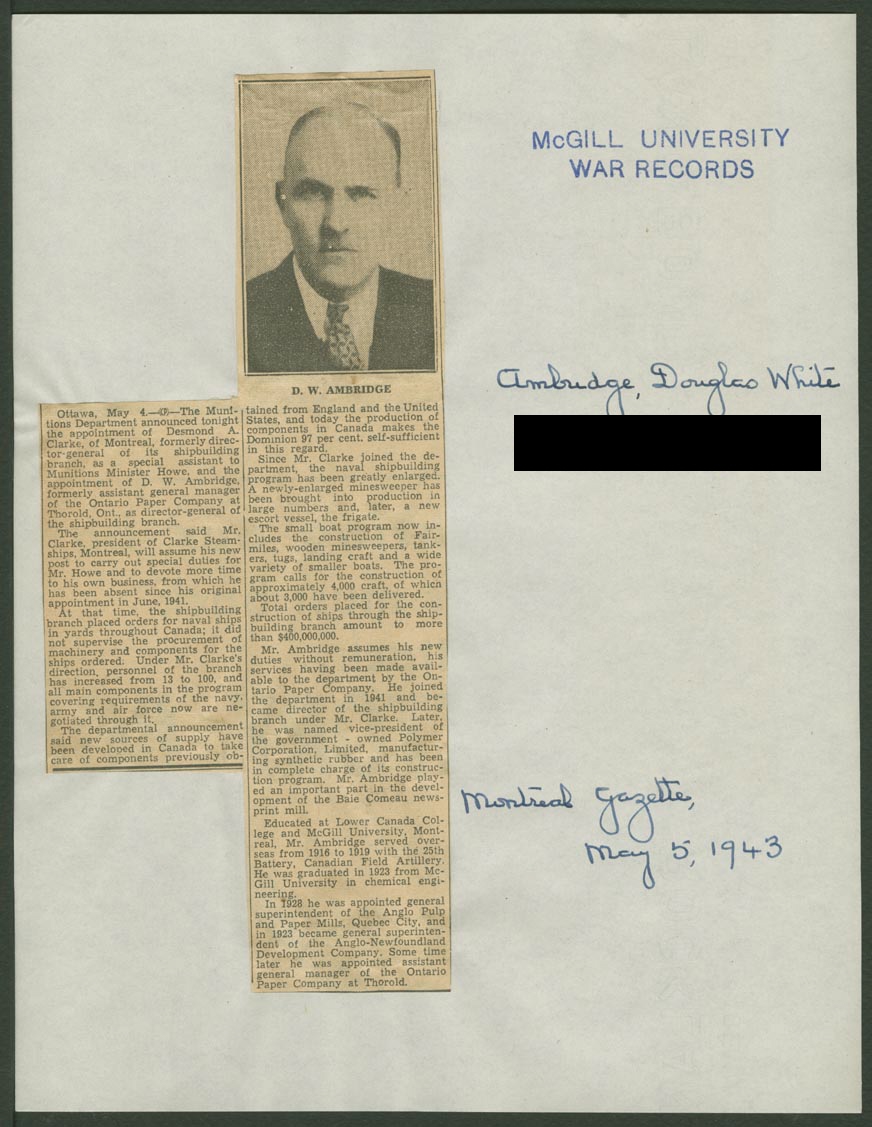 McGILL UNIVERSITY
WAR RECORDS
Ambridge, Douglas White
D. W. AMBRIDGE
Ottawa, May 4.—(CP)—The Muni-
tions Department announced tonight
the appointment of Desmond A.
Clarke, of Montreal, formerly direc-
tor-general of its shipbuilding
branch, as a special assistant to
Munitions Minister Howe, and the
appointment of D. W. Ambridge,
formerly assistant general manager
of the Ontario Paper Company at
Thorold, Ont., as director-general of
the shipbuilding branch.
The announcement said Mr.
Clarke, president of Clarke Steam-
ships, Montreal, will assume his new
post to carry out special duties for
Mr. Howe and to devote more time
to his own business, from which he
has been absent since his original
appointment in June, 1941.
At that time, the shipbuilding
branch placed orders for naval ships
in yards throughout Canada; it did
not supervise the procurement of
machinery and components for the
ships ordered. Under Mr. Clarke's
direction, personnel of the branch
has increased from 13 to 100, and
all main components in the program
covering requirements of the navy,
army and air force now are ne-
gotiated through it.
The departmental announcement
said new sources of supply have
been developed in Canada to take
care of components previously ob-
tained from England and the United
States, and today the production of
components in Canada makes the
Dominion 97 per cent. self-sufficient
in this regard.
Since Mr. Clarke joined the de-
partment, the naval shipbuilding
program has been greatly enlarged.
A newly-enlarged minesweeper has
been brought into production in
large numbers and, later, a new
escort vessel, the frigate.
The small boat program now in-
cludes the construction of Fair-
miles, wooden minesweepers, tank-
ers, tugs, landing craft and a wide
variety of smaller boats. The pro-
gram calls for the construction of
approximately 4,000 craft, of which
about 3,000 have been delivered.
Total orders placed for the con-
struction of ships through the ship-
building branch amount to more
than $400,000,000.
Mr. Ambridge assumes his new
duties without remuneration, his
services having been made avail-
able to the department by the On-
tario Paper Company. He joined
the department in 1941 and be-
came director of the shipbuilding
branch under Mr. Clarke. Later,
he was named vice-president of
the government - owned Polymer
Corporation, Limited, manufactur-
ing synthetic rubber and has been
in complete charge of its construc-
tion program. Mr. Ambridge play-
ed an important part in the devel-
opment of the Baie Comeau news-
print mill.
Educated at Lower Canada Col-
lege and McGill University, Mont-
real, Mr. Ambridge served over-
seas from 1916 to 1919 with the 25th
Battery, Canadian Field Artillery.
He was graduated in 1923 from Mc-
Gill University in chemical engi-
neering.
In 1928 he was appointed general
superintendent of the Anglo Pulp
and Paper Mills, Quebec City, and
in 1923 became general superinten-
dent of the Anglo-Newfoundland
Development Company. Some time
later he was appointed assistant
general manager of the Ontario
Paper Company at Thorold.
Montreal Gazette,
May 5, 1943